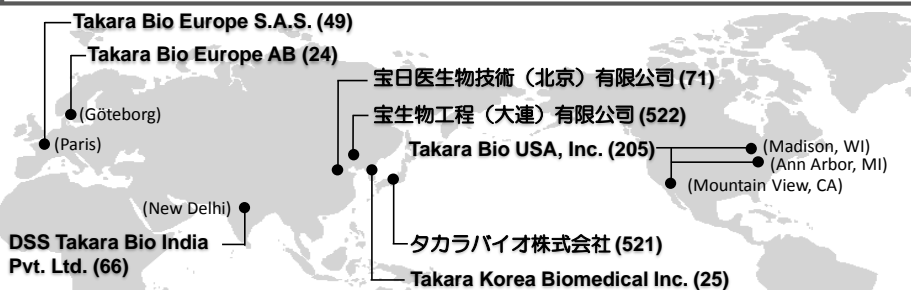 Takara Bio Europe S.A.S. (49)
Takara Bio Europe AB (24)
宝日医生物技術（北京）有限公司 (71)
(Göteborg)
宝生物工程（大連）有限公司 (522)
(Paris)
Takara Bio USA, Inc. (205)
(Madison, WI)
(Ann Arbor, MI)
(Mountain View, CA)
(New Delhi)
DSS Takara Bio India
Pvt. Ltd. (66)
タカラバイオ株式会社 (521)
Takara Korea Biomedical Inc. (25)